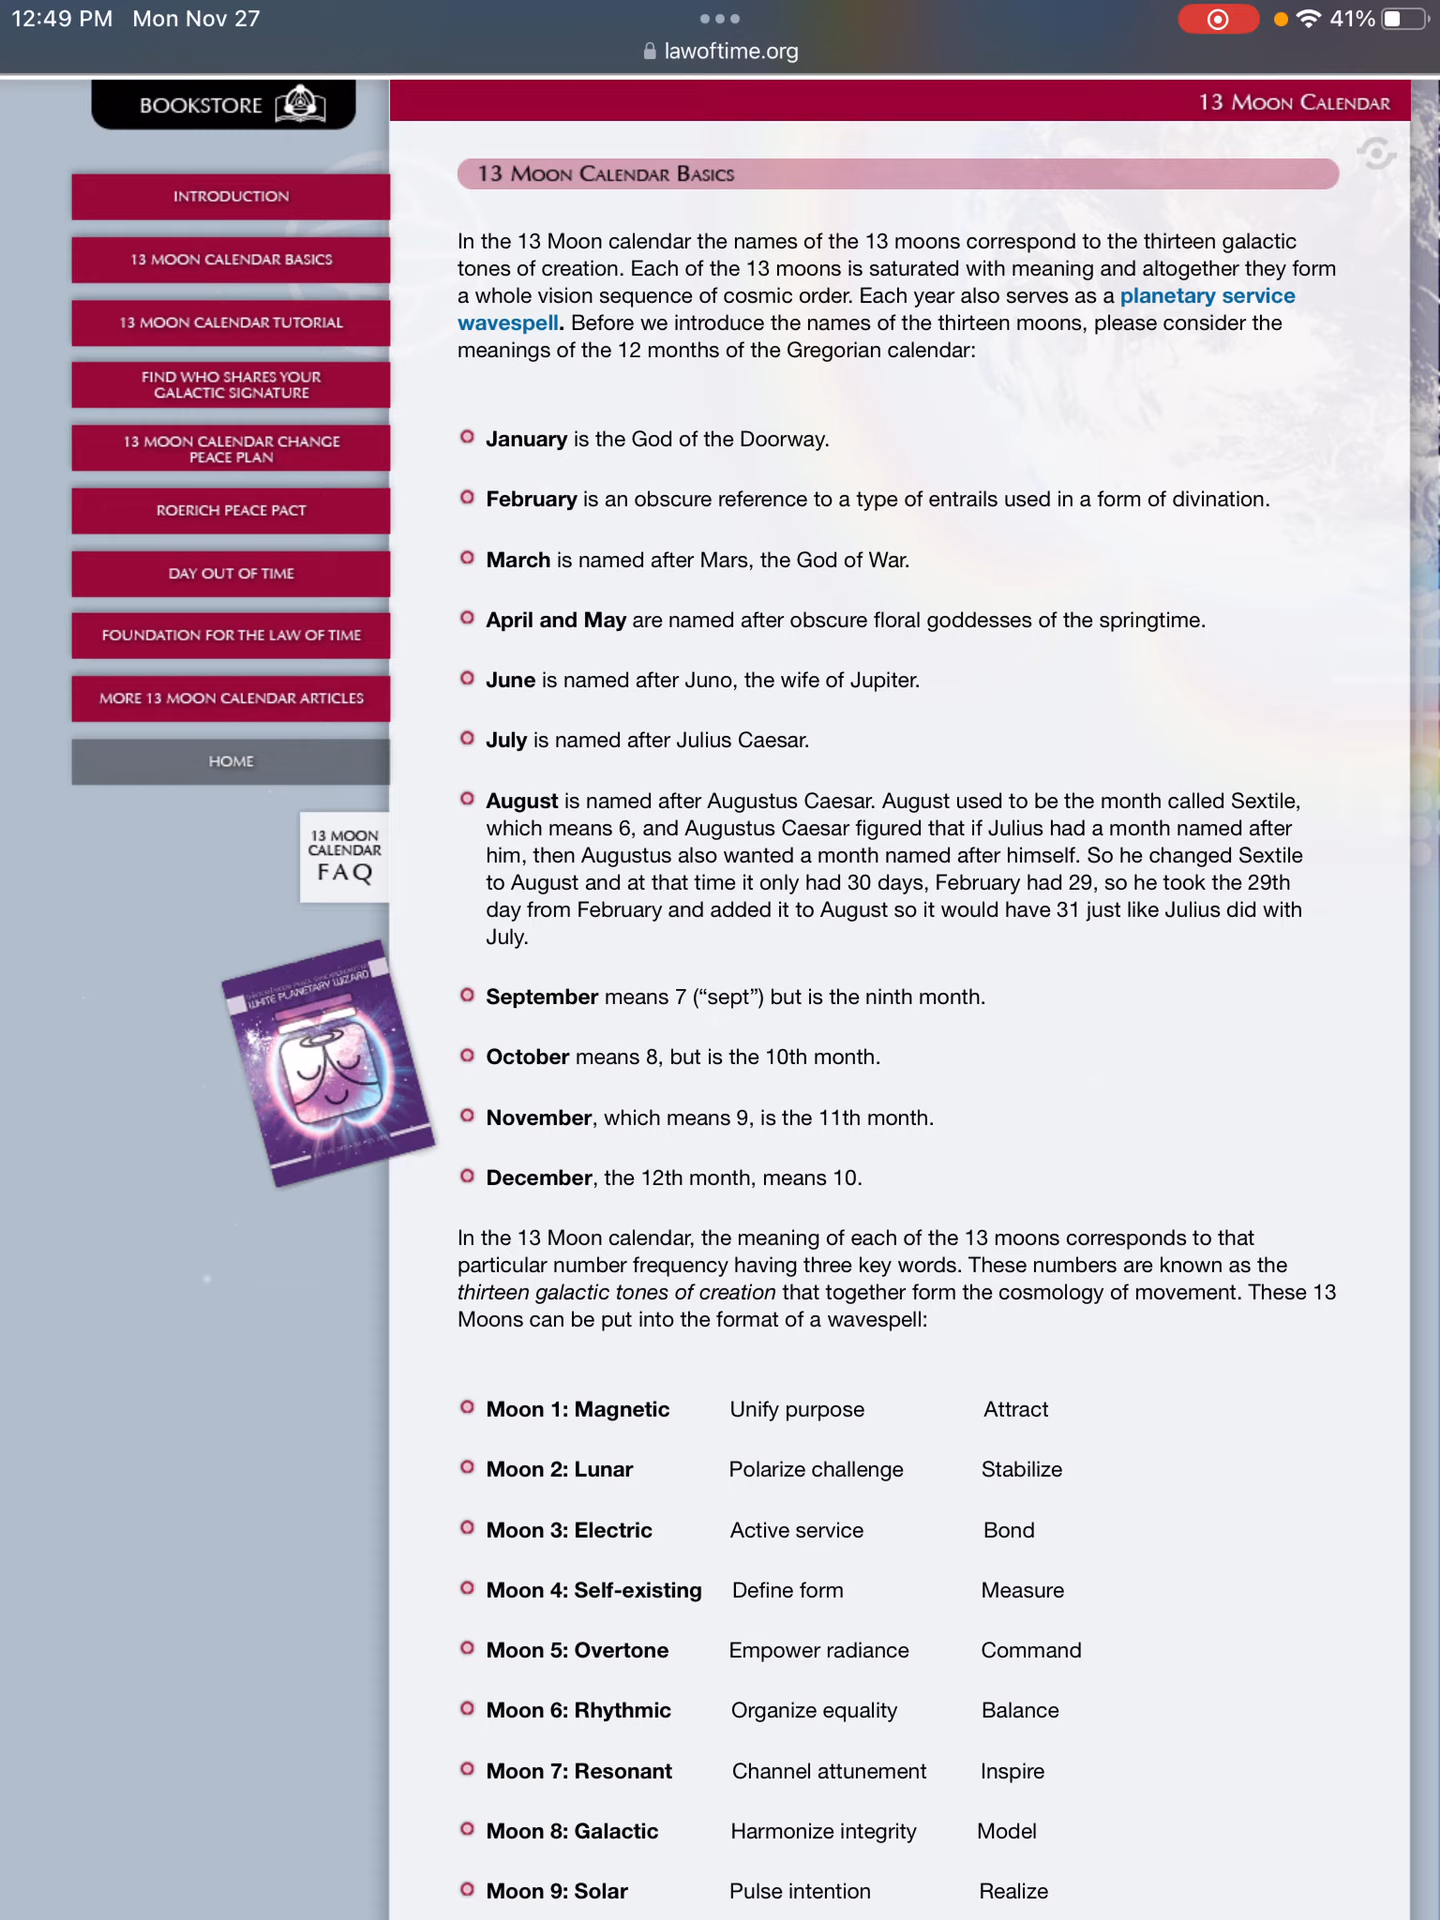 12:49 PM Mon Nov 27
41%
lawoftime.org
BOOKSTORE
13 MOON CALENDAR
INTRODUCTION
13 MOON CALENDAR BASICS
13 MOON CALENDAR TUTORIAL
FIND WHO SHARES YOUR
GALACTIC SIGNATURE
13 MOON CALENDAR CHANGE
PEACE PLAN
ROERICH PEACE PACT
DAY OUT OF TIME
FOUNDATION FOR THE LAW OF TIME
MORE 13 MOON CALENDAR ARTICLES
HOME
13 MOON
CALENDAR
FAQ
WHITE PLANETARY WIZARD
13 MOON CALENDAR BASICS
In the 13 Moon calendar the names of the 13 moons correspond to the thirteen galactic
tones of creation. Each of the 13 moons is saturated with meaning and altogether they form
a whole vision sequence of cosmic order. Each year also serves as a planetary service
wavespell. Before we introduce the names of the thirteen moons, please consider the
meanings of the 12 months of the Gregorian calendar:
January is the God of the Doorway.
February is an obscure reference to a type of entrails used in a form of divination.
March is named after Mars, the God of War.
April and May are named after obscure floral goddesses of the springtime.
June is named after Juno, the wife of Jupiter.
July is named after Julius Caesar.
August is named after Augustus Caesar. August used to be the month called Sextile,
which means 6, and Augustus Caesar figured that if Julius had a month named after
him, then Augustus also wanted a month named after himself. So he changed Sextile
to August and at that time it only had 30 days, February had 29, so he took the 29th
day from February and added it to August so it would have 31 just like Julius did with
July.
September means 7 (“sept”) but is the ninth month.
October means 8, but is the 10th month.
November, which means 9, is the 11th month.
December, the 12th month, means 10.
In the 13 Moon calendar, the meaning of each of the 13 moons corresponds to that
particular number frequency having three key words. These numbers are known as the
thirteen galactic tones of creation that together form the cosmology of movement. These 13
Moons can be put into the format of a wavespell:
Moon 1: Magnetic Unify purpose Attract
Moon 2: Lunar Polarize challenge Stabilize
Moon 3: Electric Active service Bond
Moon 4: Self-existing Define form Measure
Moon 5: Overtone Empower radiance Command
Moon 6: Rhythmic Organize equality Balance
Moon 7: Resonant Channel attunement Inspire
Moon 8: Galactic Harmonize integrity Model
Moon 9: Solar Pulse intention Realize